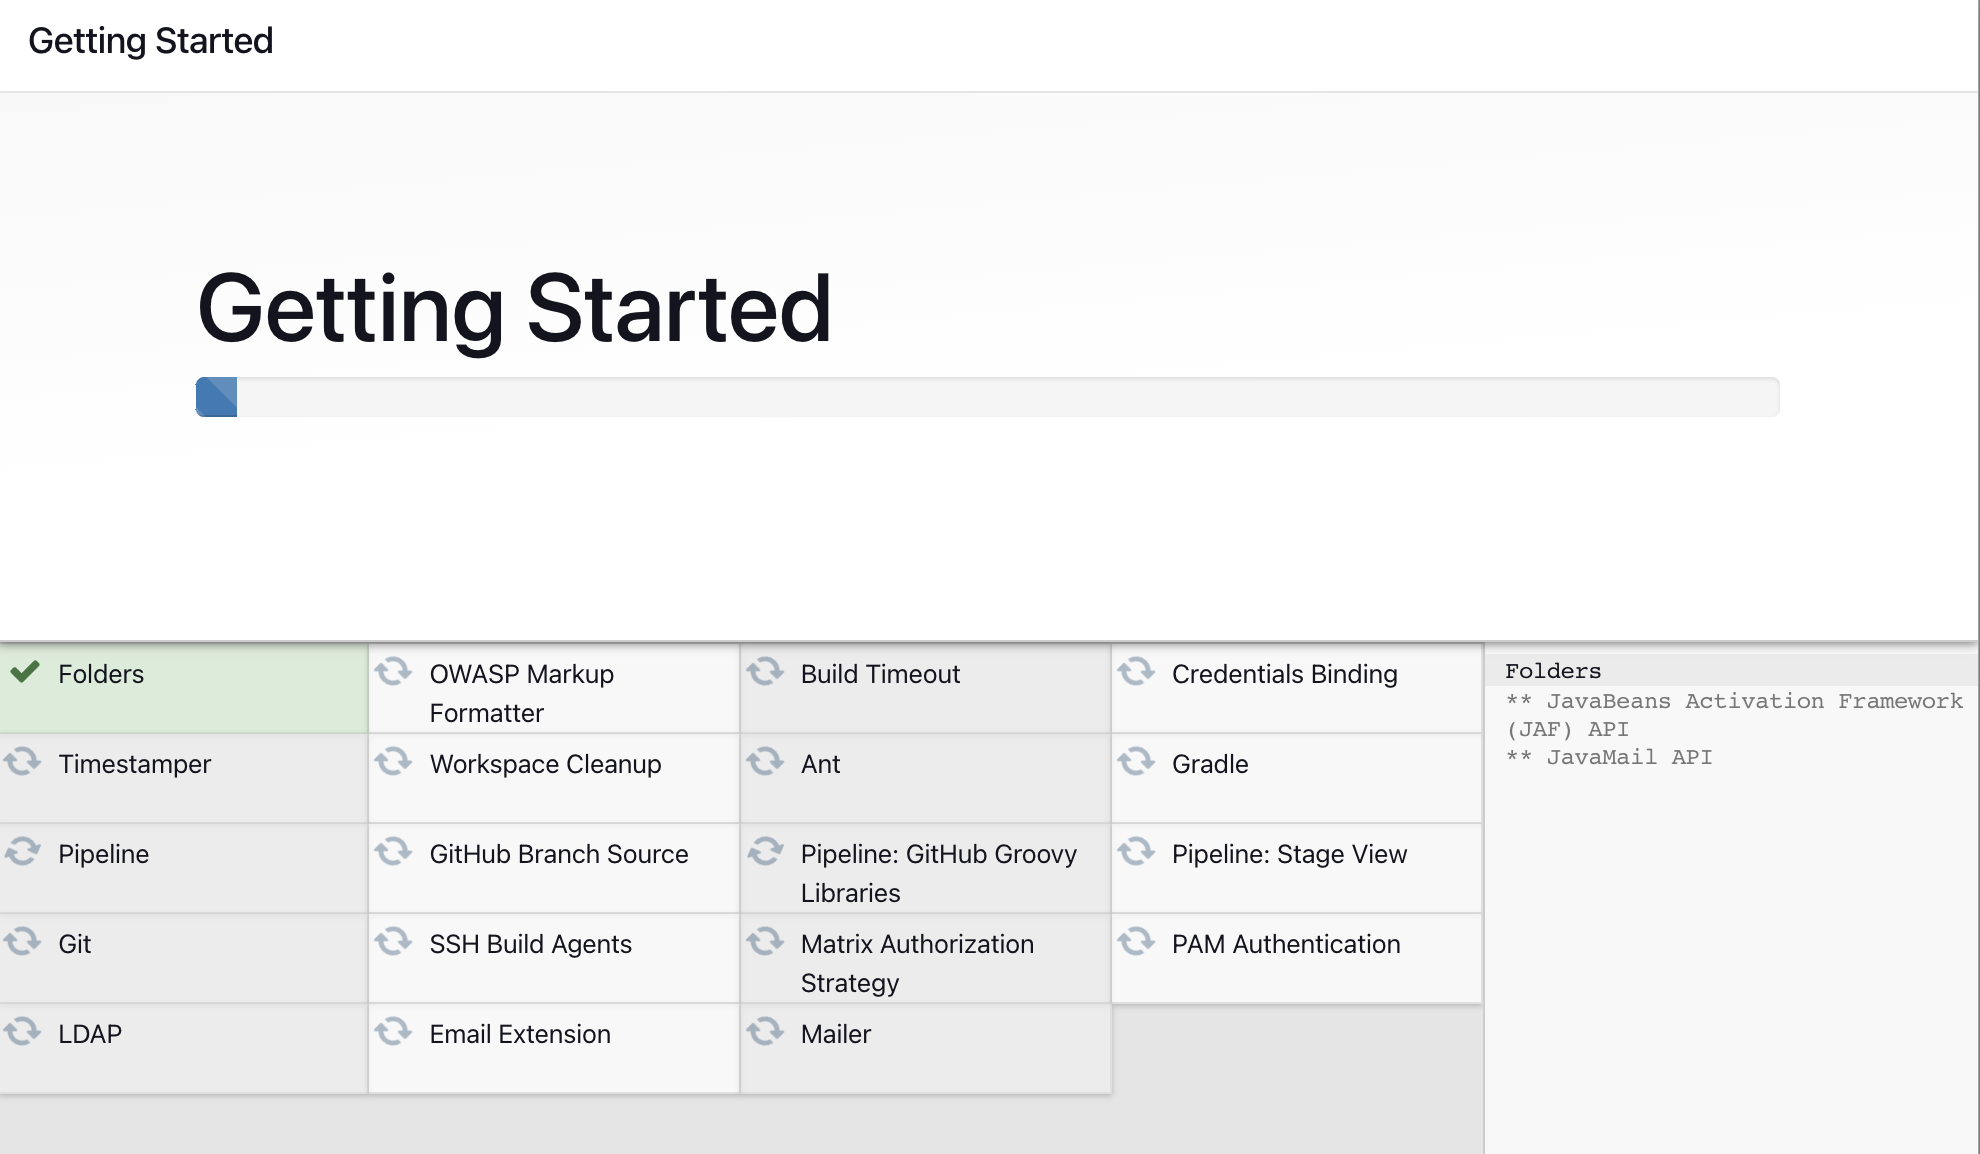 Getting Started
Getting Started
Folders
OWASP Markup
Formatter
Build Timeout
Credentials Binding
Timestamper
Workspace Cleanup
Ant
Gradle
Pipeline
GitHub Branch Source
Pipeline: GitHub Groovy
Libraries
Pipeline: Stage View
Git
SSH Build Agents
Matrix Authorization
Strategy
PAM Authentication
LDAP
Email Extension
Mailer
Folders
** JavaBeans Activation Framework
(JAF) API
** JavaMail API